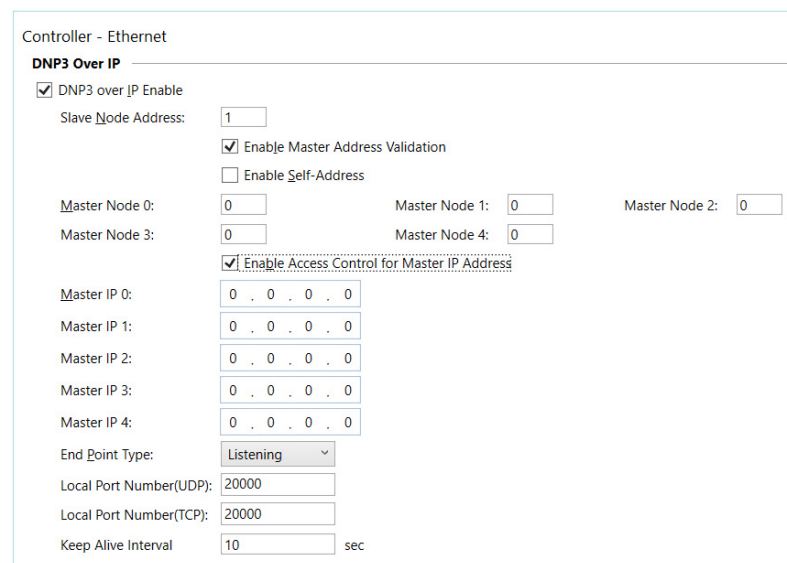 Controller - Ethernet
DNP3 Over IP
DNP3 over IP Enable
Slave Node Address: 1
Enable Master Address Validation
Enable Self-Address
Master Node 0: 0 Master Node 1: 0 Master Node 2: 0
Master Node 3: 0 Master Node 4: 0
Enable Access Control for Master IP Address
Master IP 0: 0 . 0 . 0 . 0
Master IP 1: 0 . 0 . 0 . 0
Master IP 2: 0 . 0 . 0 . 0
Master IP 3: 0 . 0 . 0 . 0
Master IP 4: 0 . 0 . 0 . 0
End Point Type: Listening
Local Port Number(UDP): 20000
Local Port Number(TCP): 20000
Keep Alive Interval 10 sec